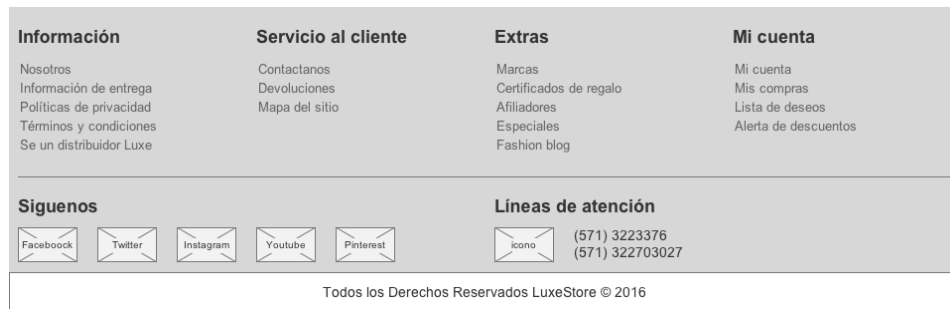 Información
Nosotros
Información de entrega
Políticas de privacidad
Términos y condiciones
Se un distribuidor Luxe
Servicio al cliente
Contactanos
Devoluciones
Mapa del sitio
Extras
Marcas
Certificados de regalo
Afiliadores
Especiales
Fashion blog
Mi cuenta
Mi cuenta
Mis compras
Lista de deseos
Alerta de descuentos
Siguenos
Faceboock
Twitter
Instagram
Youtube
Pinterest
Líneas de atención
icono
(571) 3223376
(571) 322703027
Todos los Derechos Reservados LuxeStore © 2016